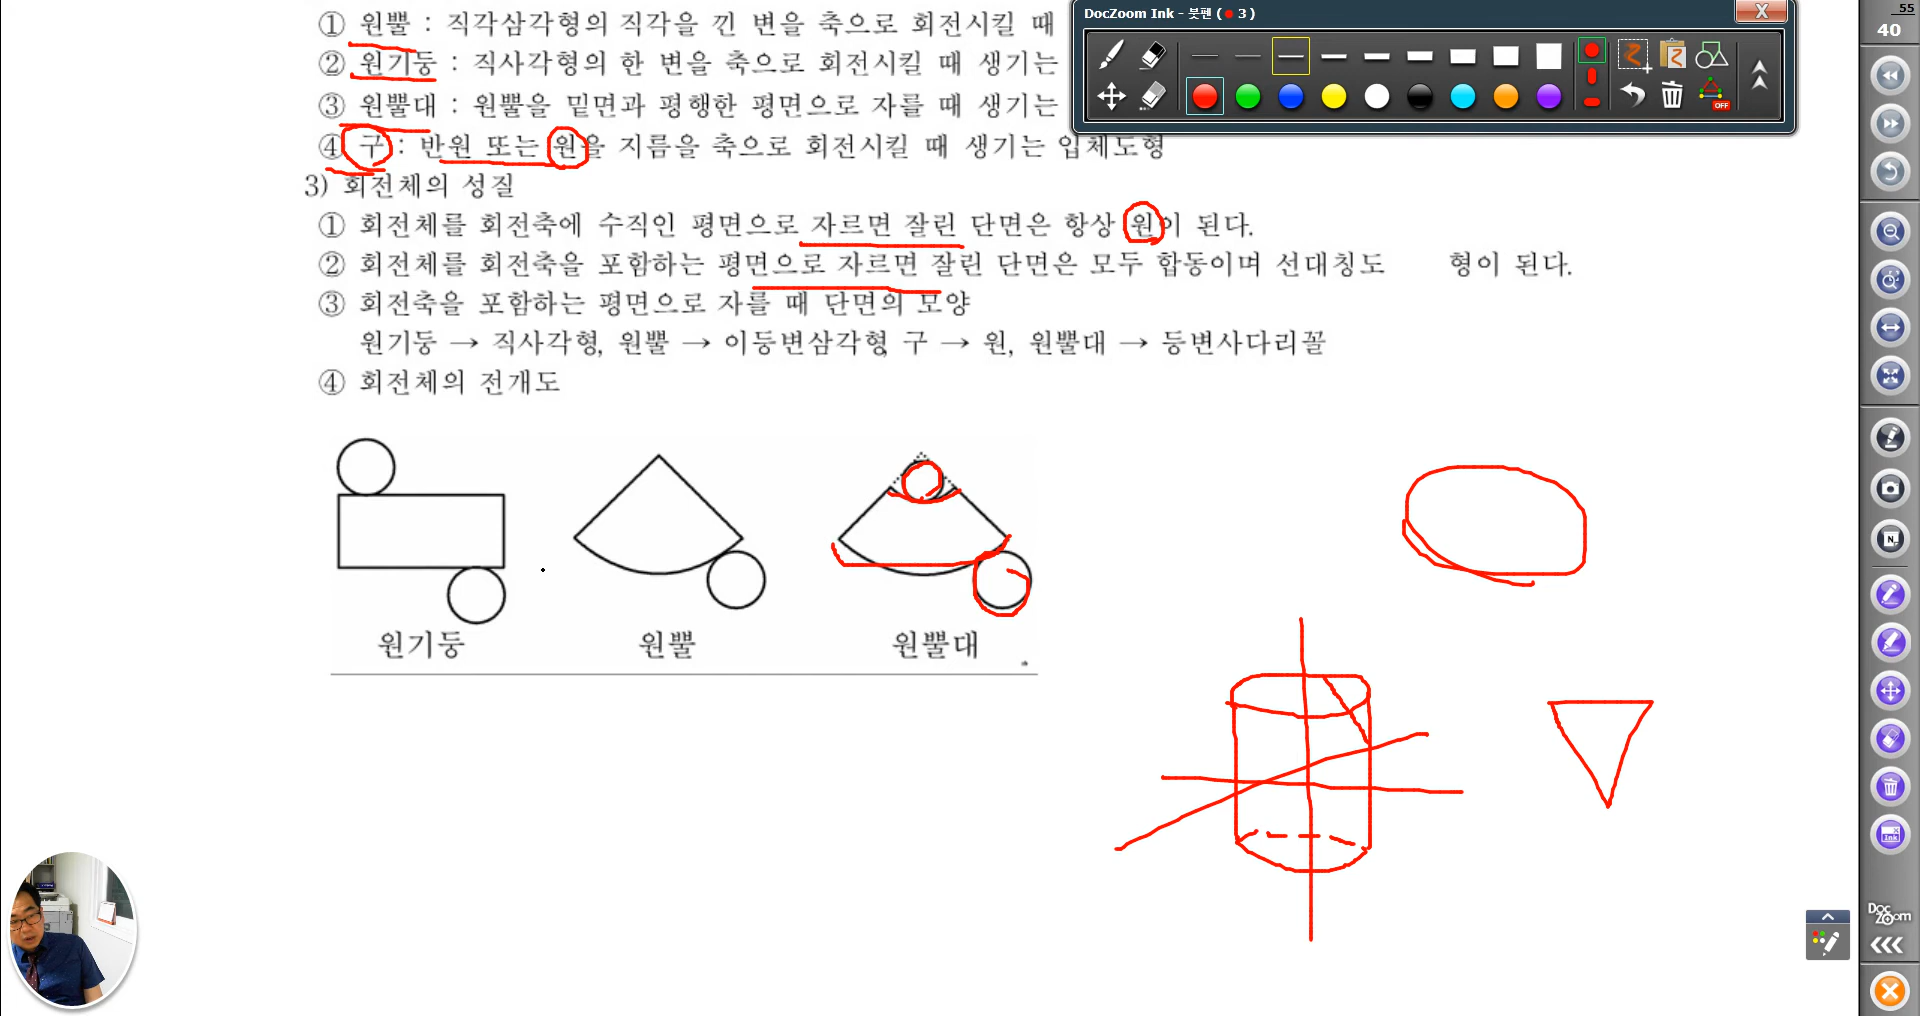 ① 원뿔 : 직각삼각형의 직각을 낀 변을 축으로 회전시킬 때
② 원기둥 : 직사각형의 한 변을 축으로 회전시킬 때 생기는
③ 원뿔대 : 원뿔을 밑면과 평행한 평면으로 자를 때 생기는
④ 구 : 반원 또는 원을 지름을 축으로 회전시킬 때 생기는 입체도형
3) 회전체의 성질
① 회전체를 회전축에 수직인 평면으로 자르면 잘린 단면은 항상 원이 된다.
② 회전체를 회전축을 포함하는 평면으로 자르면 잘린 단면은 모두 합동이며 선대칭도 형이 된다.
③ 회전축을 포함하는 평면으로 자를 때 단면의 모양
원기둥 → 직사각형, 원뿔 → 이등변삼각형, 구 → 원, 원뿔대 → 등변사다리꼴
④ 회전체의 전개도
원기둥 원뿔 원뿔대
DocZoom Ink - 붓펜 ( 3 )
X
OFF
55
40
N
Ink
Doc
Zoom